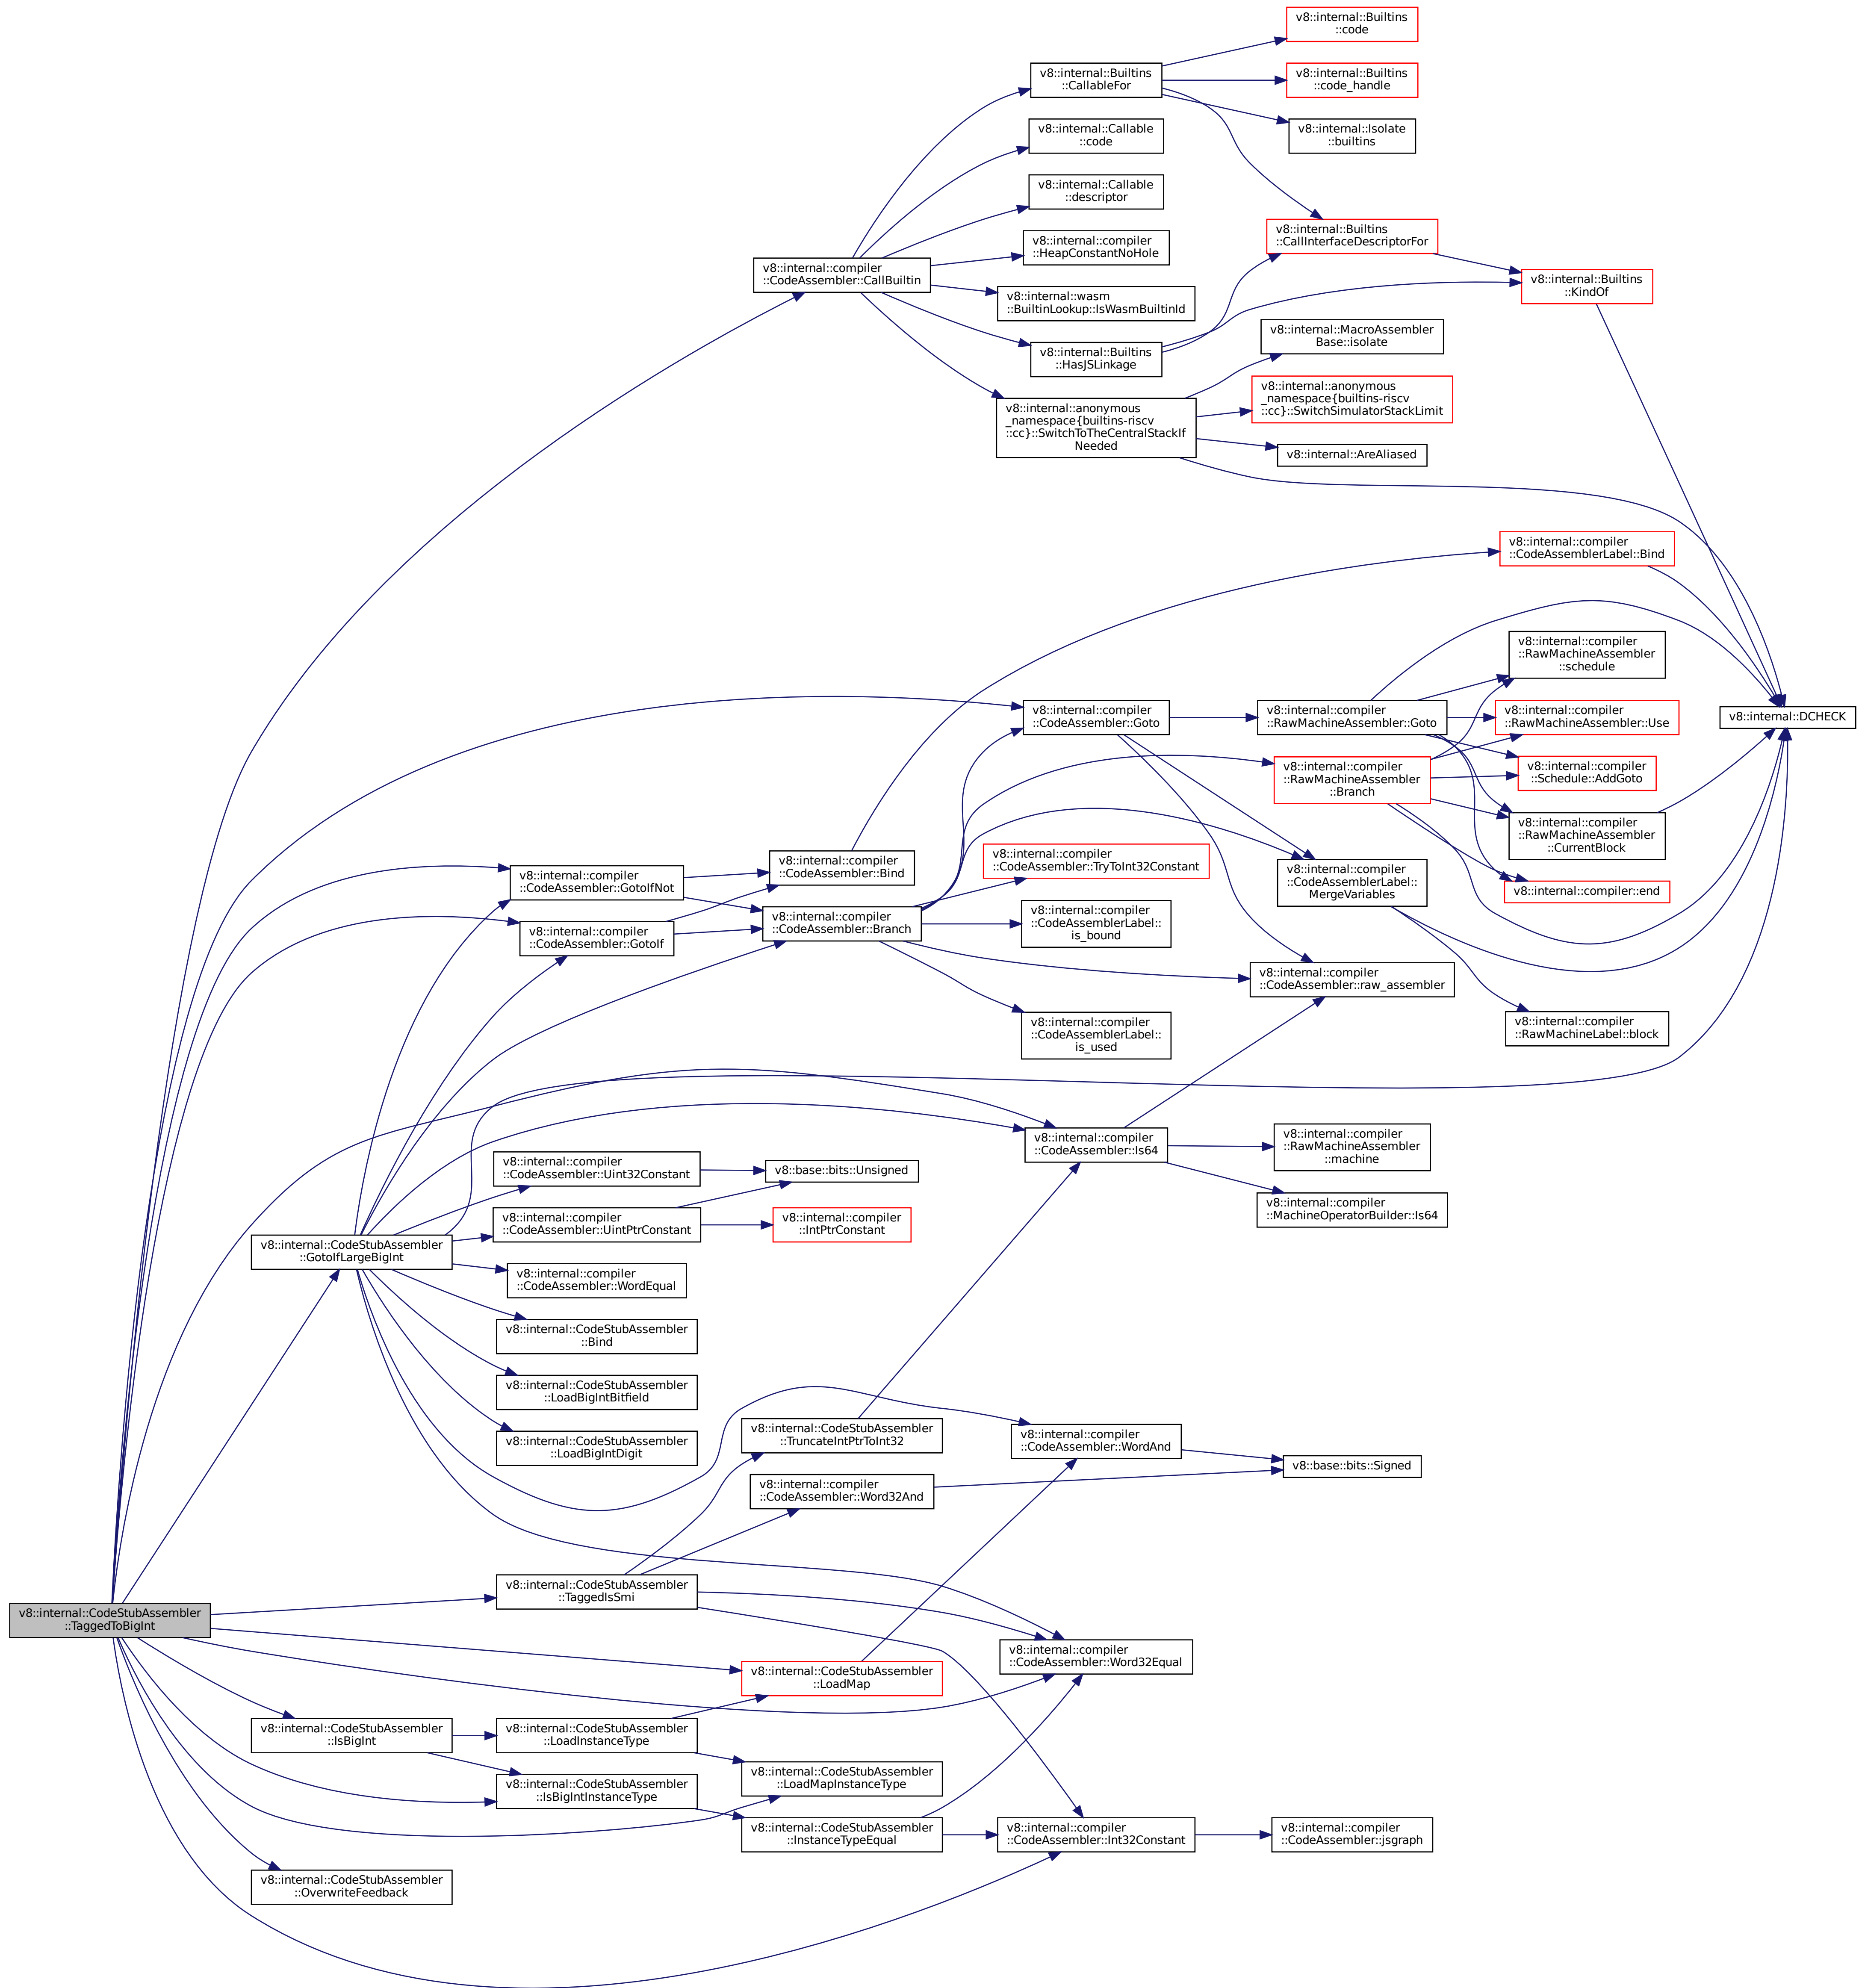 v8::internal::Builtins
::code
v8::internal::Builtins
::CallableFor
v8::internal::Builtins
::code_handle
v8::internal::Callable
::code
v8::internal::Isolate
::builtins
v8::internal::Callable
::descriptor
v8::internal::Builtins
::CallInterfaceDescriptorFor
v8::internal::compiler
::HeapConstantNoHole
v8::internal::compiler
::CodeAssembler::CallBuiltin
v8::internal::Builtins
::KindOf
v8::internal::wasm
::BuiltinLookup::IsWasmBuiltinId
v8::internal::MacroAssembler
Base::isolate
v8::internal::Builtins
::HasJSLinkage
v8::internal::anonymous
_namespace{builtins-riscv
::cc}::SwitchSimulatorStackLimit
v8::internal::anonymous
_namespace{builtins-riscv
::cc}::SwitchToTheCentralStackIf
Needed
v8::internal::AreAliased
v8::internal::compiler
::CodeAssemblerLabel::Bind
v8::internal::compiler
::RawMachineAssembler
::schedule
v8::internal::compiler
::CodeAssembler::Goto
v8::internal::compiler
::RawMachineAssembler::Goto
v8::internal::compiler
::RawMachineAssembler::Use
v8::internal::DCHECK
v8::internal::compiler
::RawMachineAssembler
::Branch
v8::internal::compiler
::Schedule::AddGoto
v8::internal::compiler
::RawMachineAssembler
::CurrentBlock
v8::internal::compiler
::CodeAssembler::GotoIfNot
v8::internal::compiler
::CodeAssembler::Bind
v8::internal::compiler
::CodeAssembler::TryToInt32Constant
v8::internal::compiler
::CodeAssemblerLabel::
MergeVariables
v8::internal::compiler::end
v8::internal::compiler
::CodeAssembler::GotoIf
v8::internal::compiler
::CodeAssembler::Branch
v8::internal::compiler
::CodeAssemblerLabel::
is_bound
v8::internal::compiler
::CodeAssembler::raw_assembler
v8::internal::compiler
::CodeAssemblerLabel::
is_used
v8::internal::compiler
::RawMachineLabel::block
v8::internal::compiler
::CodeAssembler::Is64
v8::internal::compiler
::RawMachineAssembler
::machine
v8::internal::compiler
::CodeAssembler::Uint32Constant
v8::base::bits::Unsigned
v8::internal::compiler
::MachineOperatorBuilder::Is64
v8::internal::compiler
::CodeAssembler::UintPtrConstant
v8::internal::compiler
::IntPtrConstant
v8::internal::CodeStubAssembler
::GotoIfLargeBigInt
v8::internal::compiler
::CodeAssembler::WordEqual
v8::internal::CodeStubAssembler
::Bind
v8::internal::CodeStubAssembler
::LoadBigIntBitfield
v8::internal::CodeStubAssembler
::LoadBigIntDigit
v8::internal::CodeStubAssembler
::TruncateIntPtrToInt32
v8::internal::compiler
::CodeAssembler::WordAnd
v8::base::bits::Signed
v8::internal::compiler
::CodeAssembler::Word32And
v8::internal::CodeStubAssembler
::TaggedIsSmi
v8::internal::CodeStubAssembler
::TaggedToBigInt
v8::internal::compiler
::CodeAssembler::Word32Equal
v8::internal::CodeStubAssembler
::LoadMap
v8::internal::CodeStubAssembler
::IsBigInt
v8::internal::CodeStubAssembler
::LoadInstanceType
v8::internal::CodeStubAssembler
::LoadMapInstanceType
v8::internal::CodeStubAssembler
::IsBigIntInstanceType
v8::internal::CodeStubAssembler
::InstanceTypeEqual
v8::internal::compiler
::CodeAssembler::Int32Constant
v8::internal::compiler
::CodeAssembler::jsgraph
v8::internal::CodeStubAssembler
::OverwriteFeedback